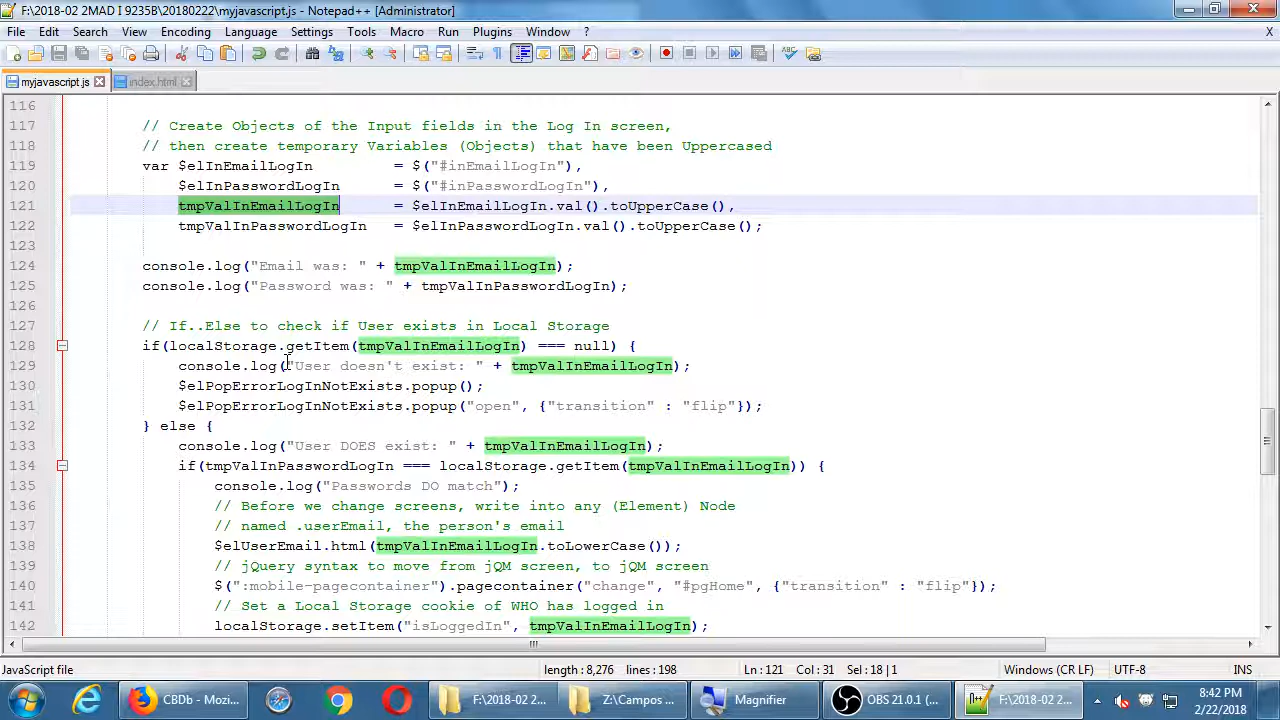 F:\2018-02 2MAD I 9235B\20180222\myjavascript.js - Notepad++ [Administrator]
File Edit Search View Encoding Language Settings Tools Macro Run Plugins Window ? X
myjavascript.js index.html
116
117 // Create Objects of the Input fields in the Log In screen,
118 // then create temporary Variables (Objects) that have been Uppercased
119 var $elInEmailLogIn = $("#inEmailLogIn"),
120 $elInPasswordLogIn = $("#inPasswordLogIn"),
121 tmpValInEmailLogIn = $elInEmailLogIn.val().toUpperCase(),
122 tmpValInPasswordLogIn = $elInPasswordLogIn.val().toUpperCase();
123
124 console.log("Email was: " + tmpValInEmailLogIn);
125 console.log("Password was: " + tmpValInPasswordLogIn);
126
127 // If..Else to check if User exists in Local Storage
128 if(localStorage.getItem(tmpValInEmailLogIn) === null) {
129 console.log("User doesn't exist: " + tmpValInEmailLogIn);
130 $elPopErrorLogInNotExists.popup();
131 $elPopErrorLogInNotExists.popup("open", {"transition" : "flip"});
132 } else {
133 console.log("User DOES exist: " + tmpValInEmailLogIn);
134 if(tmpValInPasswordLogIn === localStorage.getItem(tmpValInEmailLogIn)) {
135 console.log("Passwords DO match");
136 // Before we change screens, write into any (Element) Node
137 // named .userEmail, the person's email
138 $elUserEmail.html(tmpValInEmailLogIn.toLowerCase());
139 // jQuery syntax to move from jQM screen, to jQM screen
140 $(":mobile-pagecontainer").pagecontainer("change", "#pgHome", {"transition" : "flip"});
141 // Set a Local Storage cookie of WHO has logged in
142 localStorage.setItem("isLoggedIn", tmpValInEmailLogIn);
JavaScript file length : 8,276 lines : 198 Ln : 121 Col : 31 Sel : 18 | 1 Windows (CR LF) UTF-8 INS
CBDb - Mozi... F:\2018-02 2... Z:\Campos ... Magnifier OBS 21.0.1 (... F:\2018-02 2... 8:42 PM
2/22/2018